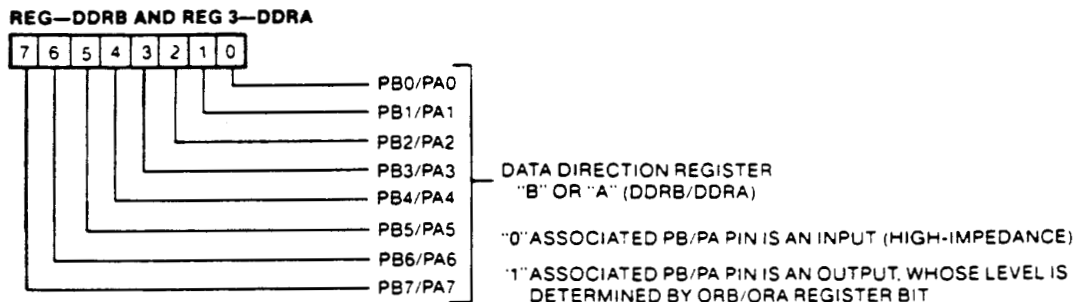 REG—DDRB AND REG 3—DDRA
7 6 5 4 3 2 1 0
PB0/PA0
PB1/PA1
PB2/PA2
PB3/PA3
PB4/PA4
PB5/PA5
PB6/PA6
PB7/PA7
DATA DIRECTION REGISTER
"B" OR "A" (DDRB/DDRA)
"0" ASSOCIATED PB/PA PIN IS AN INPUT (HIGH-IMPEDANCE)
"1" ASSOCIATED PB/PA PIN IS AN OUTPUT, WHOSE LEVEL IS
DETERMINED BY ORB/ORA REGISTER BIT